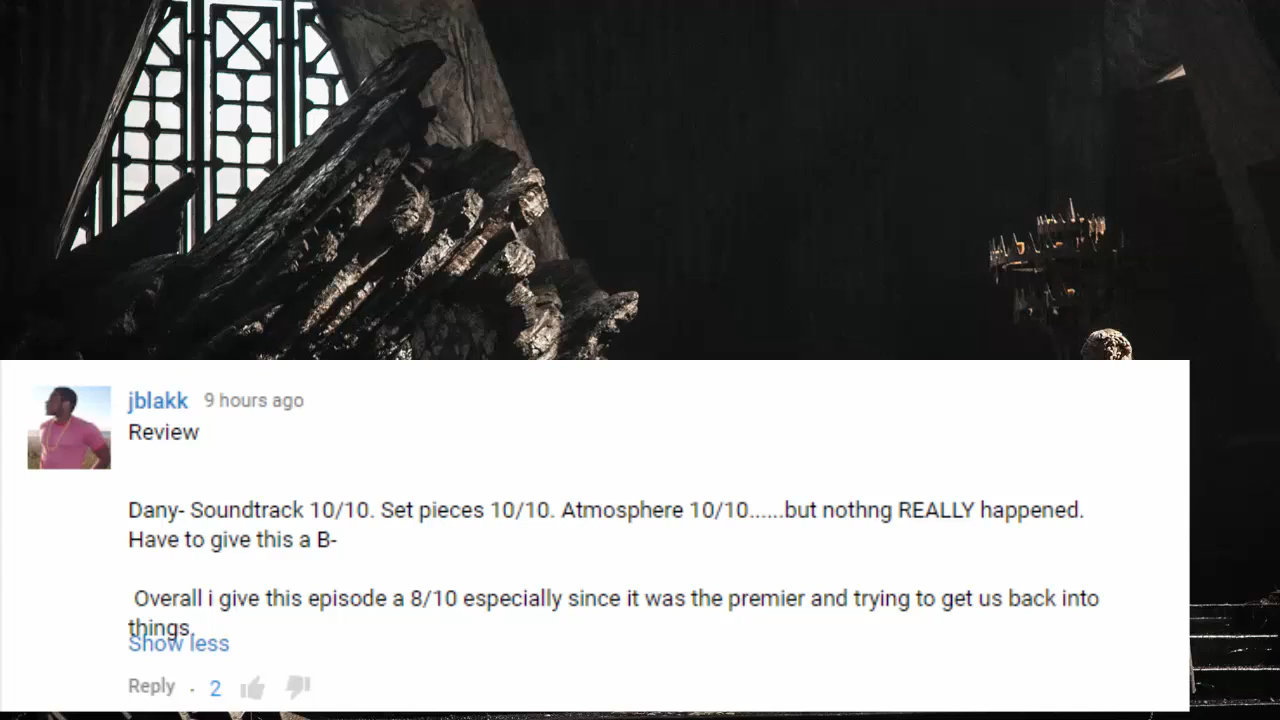 jblakk 9 hours ago
Review
Dany- Soundtrack 10/10. Set pieces 10/10. Atmosphere 10/10......but nothng REALLY happened.
Have to give this a B-
Overall i give this episode a 8/10 especially since it was the premier and trying to get us back into
things.
Show less
Reply . 2